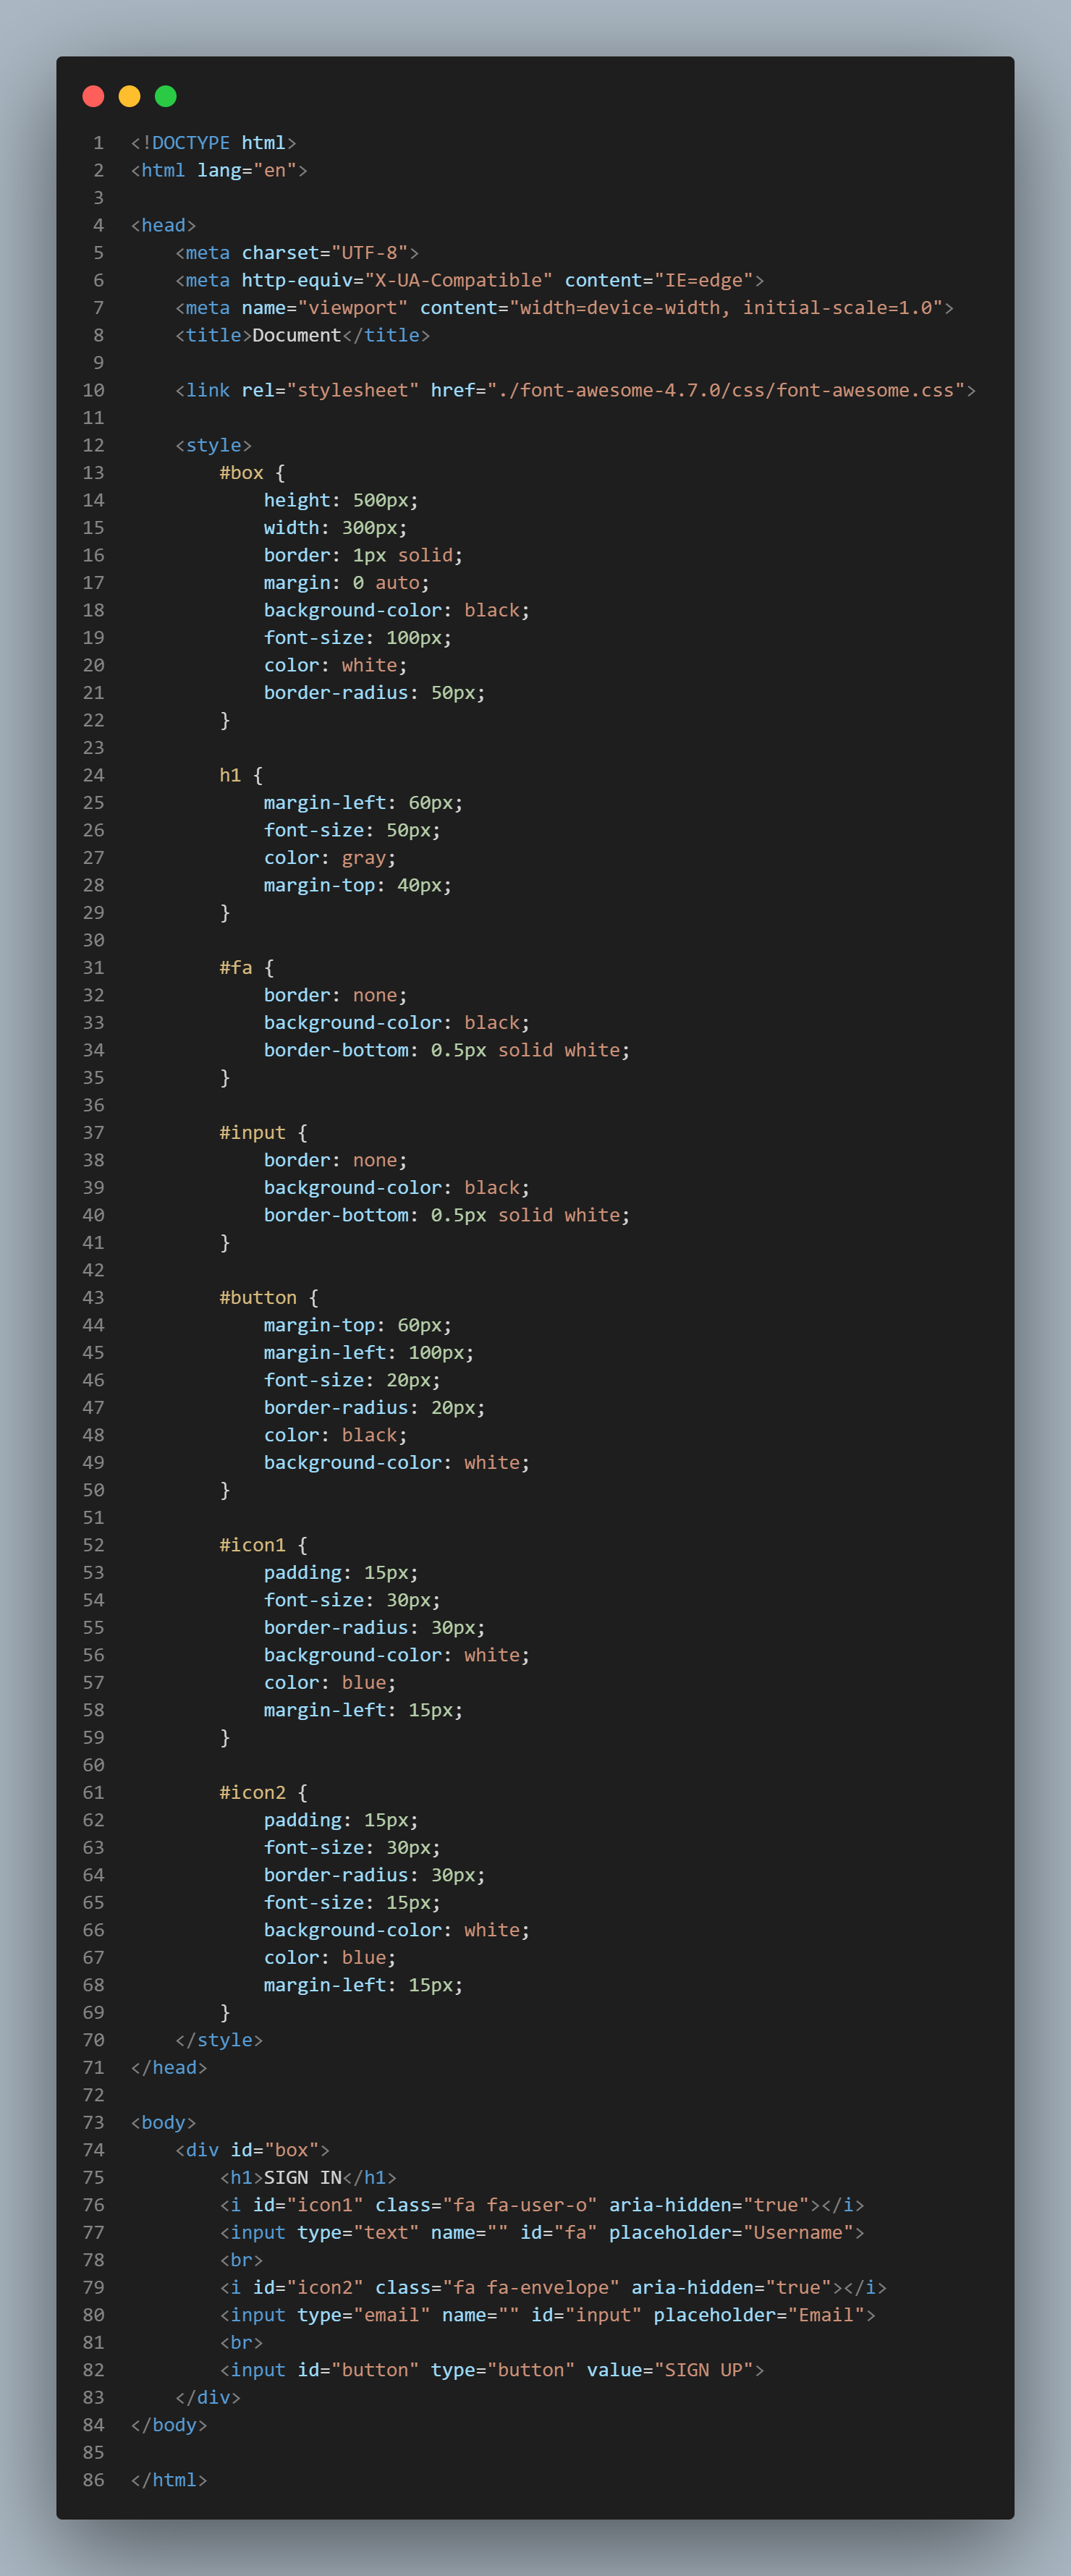 1 <!DOCTYPE html>
2 <html lang="en">
3
4 <head>
5     <meta charset="UTF-8">
6     <meta http-equiv="X-UA-Compatible" content="IE=edge">
7     <meta name="viewport" content="width=device-width, initial-scale=1.0">
8     <title>Document</title>
9
10     <link rel="stylesheet" href="./font-awesome-4.7.0/css/font-awesome.css">
11
12     <style>
13         #box {
14             height: 500px;
15             width: 300px;
16             border: 1px solid;
17             margin: 0 auto;
18             background-color: black;
19             font-size: 100px;
20             color: white;
21             border-radius: 50px;
22         }
23
24         h1 {
25             margin-left: 60px;
26             font-size: 50px;
27             color: gray;
28             margin-top: 40px;
29         }
30
31         #fa {
32             border: none;
33             background-color: black;
34             border-bottom: 0.5px solid white;
35         }
36
37         #input {
38             border: none;
39             background-color: black;
40             border-bottom: 0.5px solid white;
41         }
42
43         #button {
44             margin-top: 60px;
45             margin-left: 100px;
46             font-size: 20px;
47             border-radius: 20px;
48             color: black;
49             background-color: white;
50         }
51
52         #icon1 {
53             padding: 15px;
54             font-size: 30px;
55             border-radius: 30px;
56             background-color: white;
57             color: blue;
58             margin-left: 15px;
59         }
60
61         #icon2 {
62             padding: 15px;
63             font-size: 30px;
64             border-radius: 30px;
65             font-size: 15px;
66             background-color: white;
67             color: blue;
68             margin-left: 15px;
69         }
70     </style>
71 </head>
72
73 <body>
74     <div id="box">
75         <h1>SIGN IN</h1>
76         <i id="icon1" class="fa fa-user-o" aria-hidden="true"></i>
77         <input type="text" name="" id="fa" placeholder="Username">
78         <br>
79         <i id="icon2" class="fa fa-envelope" aria-hidden="true"></i>
80         <input type="email" name="" id="input" placeholder="Email">
81         <br>
82         <input id="button" type="button" value="SIGN UP">
83     </div>
84 </body>
85
86 </html>